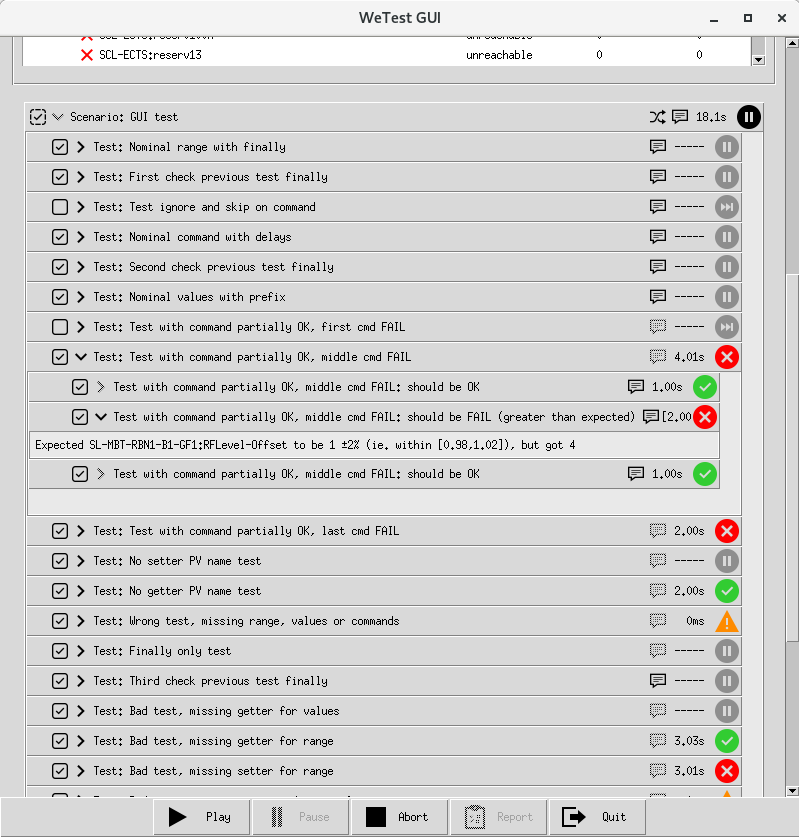 WeTest GUI
unreachable 0 0
SCL-ECTS:reserv13 unreachable 0 0
Scenario: GUI test 18.1s
Test: Nominal range with finally -----
Test: First check previous test finally -----
Test: Test ignore and skip on command -----
Test: Nominal command with delays -----
Test: Second check previous test finally -----
Test: Nominal values with prefix -----
Test: Test with command partially OK, first cmd FAIL -----
Test: Test with command partially OK, middle cmd FAIL 4.01s
Test with command partially OK, middle cmd FAIL: should be OK 1.00s
Test with command partially OK, middle cmd FAIL: should be FAIL (greater than expected) [2.00
Expected SL-MBT-RBN1-B1-GF1:RFLevel-Offset to be 1 ±2% (ie. within [0.98,1.02]), but got 4
Test with command partially OK, middle cmd FAIL: should be OK 1.00s
Test: Test with command partially OK, last cmd FAIL 2.00s
Test: No setter PV name test -----
Test: No getter PV name test 2.00s
Test: Wrong test, missing range, values or commands 0ms
Test: Finally only test -----
Test: Third check previous test finally -----
Test: Bad test, missing getter for values -----
Test: Bad test, missing getter for range 3.03s
Test: Bad test, missing setter for range 3.01s
Play Pause Abort Report Quit